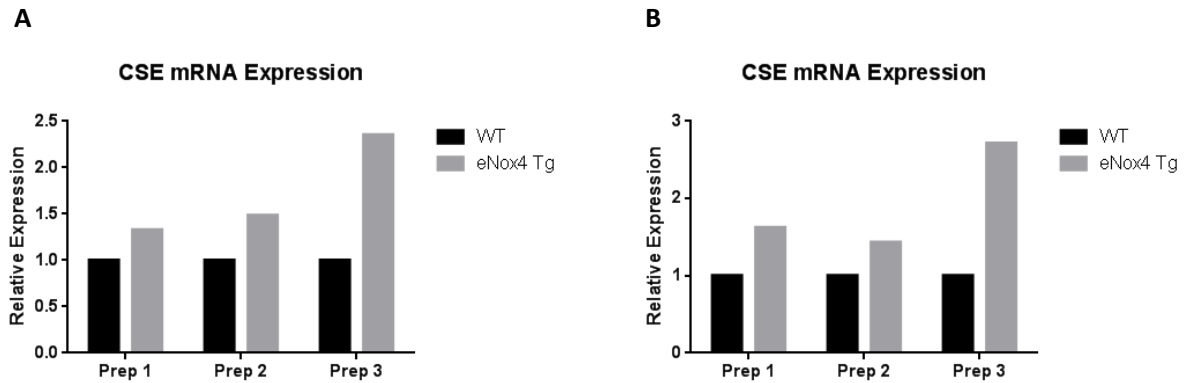 A
CSE mRNA Expression
2.5
2.0
1.5
1.0
0.5
0.0
Relative Expression
Prep 1 Prep 2 Prep 3
WT
eNox4 Tg
B
CSE mRNA Expression
3
2
1
0
Relative Expression
Prep 1 Prep 2 Prep 3
WT
eNox4 Tg